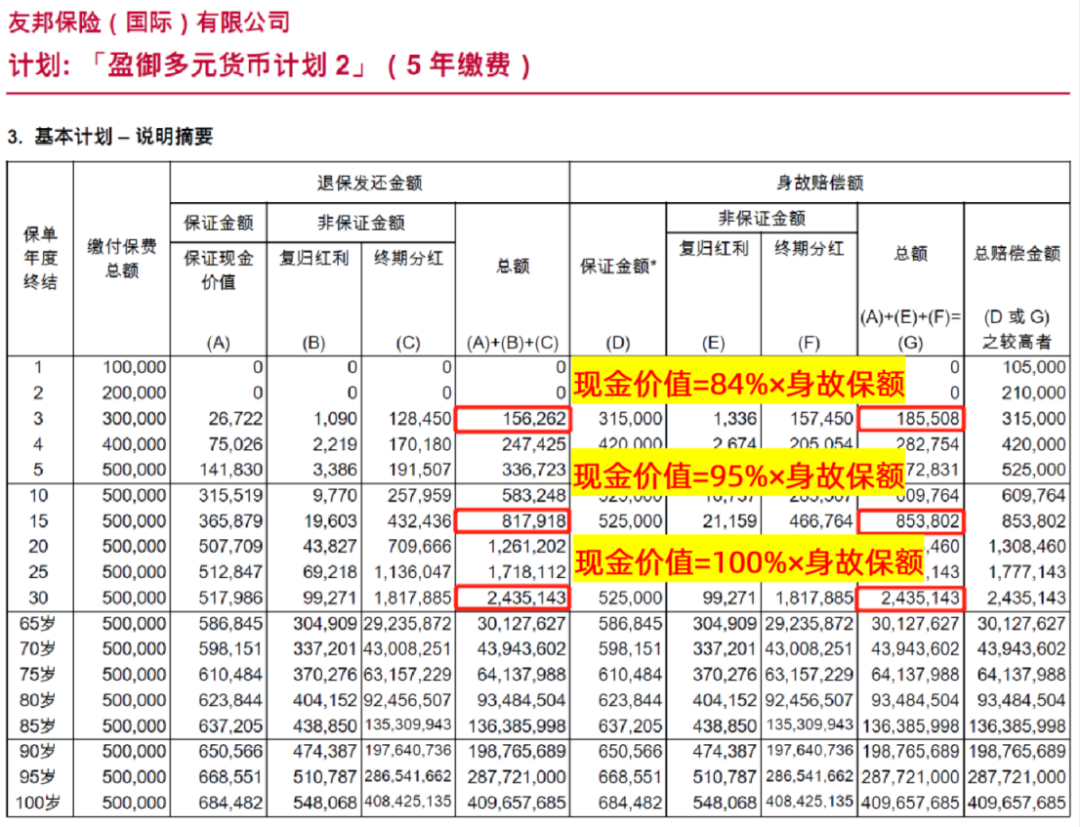 友邦保险（国际）有限公司
计划: 「盈御多元货币计划 2」（5 年缴费）
3. 基本计划 – 说明摘要
保单年度终结 缴付保费总额 退保发还金额 身故赔偿额
保证金额 非保证金额 总额 保证金额* 非保证金额 总额 总赔偿金额
保证现金价值 复归红利 终期分红 复归红利 终期分红
(A) (B) (C) (A)+(B)+(C) (D) (E) (F) (A)+(E)+(F)=(G) (D 或 G)之较高者
1 100,000 0 0 0 0 0 105,000
现金价值=84%×身故保额
2 200,000 0 0 0 0 0 210,000
3 300,000 26,722 1,090 128,450 156,262 315,000 1,336 157,450 185,508 315,000
4 400,000 75,026 2,219 170,180 247,425 420,000 2,674 205,054 282,754 420,000
5 500,000 141,830 3,386 191,507 336,723 72,831 525,000
现金价值=95%×身故保额
10 500,000 315,519 9,770 257,959 583,248 609,764 609,764
15 500,000 365,879 19,603 432,436 817,918 525,000 21,159 466,764 853,802 853,802
20 500,000 507,709 43,827 709,666 1,261,202 ,460 1,308,460
现金价值=100%×身故保额
25 500,000 512,847 69,218 1,136,047 1,718,112 ,143 1,777,143
30 500,000 517,986 99,271 1,817,885 2,435,143 525,000 99,271 1,817,885 2,435,143 2,435,143
65岁 500,000 586,845 304,909 29,235,872 30,127,627 586,845 304,909 29,235,872 30,127,627 30,127,627
70岁 500,000 598,151 337,201 43,008,251 43,943,602 598,151 337,201 43,008,251 43,943,602 43,943,602
75岁 500,000 610,484 370,276 63,157,229 64,137,988 610,484 370,276 63,157,229 64,137,988 64,137,988
80岁 500,000 623,844 404,152 92,456,507 93,484,504 623,844 404,152 92,456,507 93,484,504 93,484,504
85岁 500,000 637,205 438,850 135,309,943 136,385,998 637,205 438,850 135,309,943 136,385,998 136,385,998
90岁 500,000 650,566 474,387 197,640,736 198,765,689 650,566 474,387 197,640,736 198,765,689 198,765,689
95岁 500,000 668,551 510,787 286,541,662 287,721,000 668,551 510,787 286,541,662 287,721,000 287,721,000
100岁 500,000 684,482 548,068 408,425,135 409,657,685 684,482 548,068 408,425,135 409,657,685 409,657,685